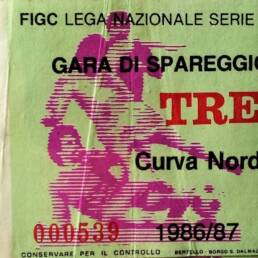 FIGC LEGA NAZIONALE SERIE
GARA DI SPAREGGIO
TRE
Curva Nord
000539 1986/87
CONSERVARE PER IL CONTROLLO BERTELLO - BORGO S. DALMAZ